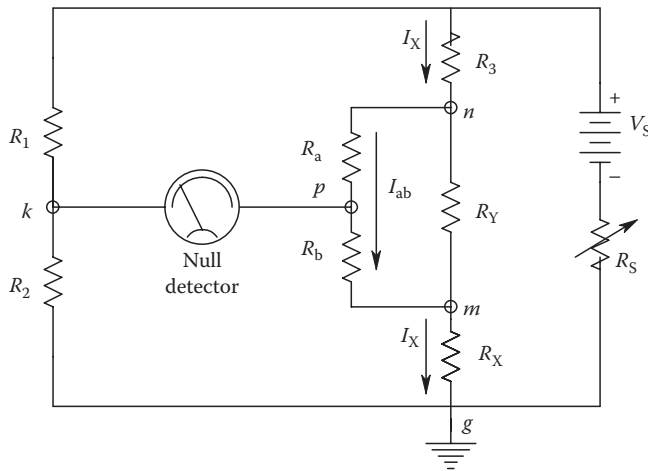 I_X
R_3
+
n
V_S
R_1
R_a
−
p
I_ab
k
R_Y
R_b
R_S
R_2
Null
detector
m
I_X
R_X
g